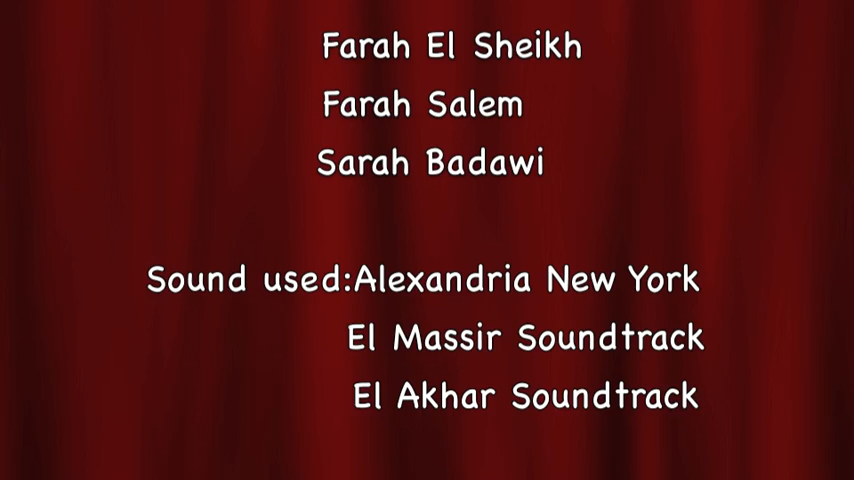 Farah El Sheikh
Farah Salem
Sarah Badawi
Sound used:Alexandria New York
El Massir Soundtrack
El Akhar Soundtrack